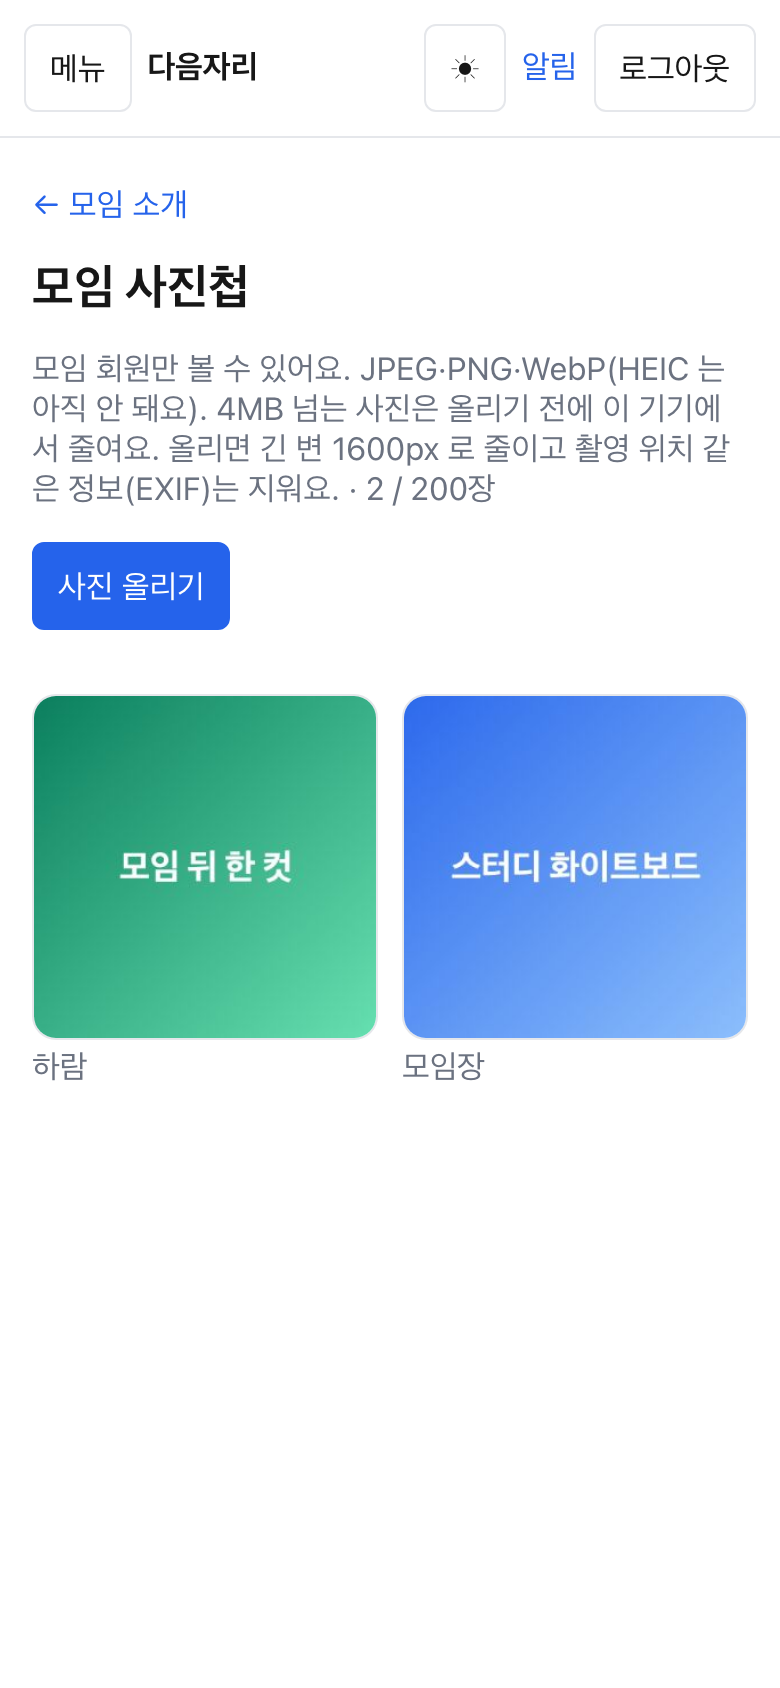 메뉴 다음자리 알림 로그아웃
← 모임 소개
모임 사진첩
모임 회원만 볼 수 있어요. JPEG·PNG·WebP(HEIC 는
아직 안 돼요). 4MB 넘는 사진은 올리기 전에 이 기기에
서 줄여요. 올리면 긴 변 1600px 로 줄이고 촬영 위치 같
은 정보(EXIF)는 지워요. · 2 / 200장
사진 올리기
모임 뒤 한 컷 스터디 화이트보드
하람 모임장